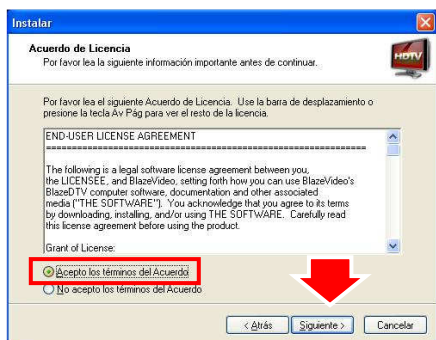 Instalar
Acuerdo de Licencia
Por favor lea la siguiente información importante antes de continuar.
HDTV
Por favor lea el siguiente Acuerdo de Licencia. Use la barra de desplazamiento o
presione la tecla Av Pág para ver el resto de la licencia.
END-USER LICENSE AGREEMENT
The following is a legal software license agreement between you,
the LICENSEE, and BlazeVideo, setting forth how you can use BlazeVideo's
BlazeDTV computer software, documentation and other associated
media ("THE SOFTWARE"). You acknowledge that you agree to its terms
by downloading, installing, and/or using THE SOFTWARE. Carefully read
this license agreement before using the product.
Grant of License:
Acepto los términos del Acuerdo
No acepto los términos del Acuerdo
< Atrás
Siguiente >
Cancelar